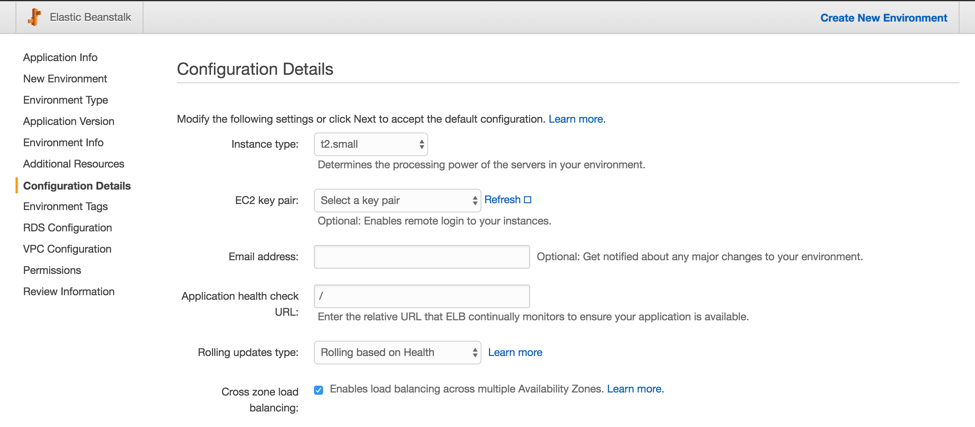 Elastic Beanstalk
Create New Environment
Application Info
New Environment
Environment Type
Application Version
Environment Info
Additional Resources
Configuration Details
Environment Tags
RDS Configuration
VPC Configuration
Permissions
Review Information
Configuration Details
Modify the following settings or click Next to accept the default configuration. Learn more.
Instance type: t2.small
Determines the processing power of the servers in your environment.
EC2 key pair: Select a key pair Refresh
Optional: Enables remote login to your instances.
Email address: Optional: Get notified about any major changes to your environment.
Application health check
URL:
/
Enter the relative URL that ELB continually monitors to ensure your application is available.
Rolling updates type: Rolling based on Health Learn more
Cross zone load
balancing:
Enables load balancing across multiple Availability Zones. Learn more.